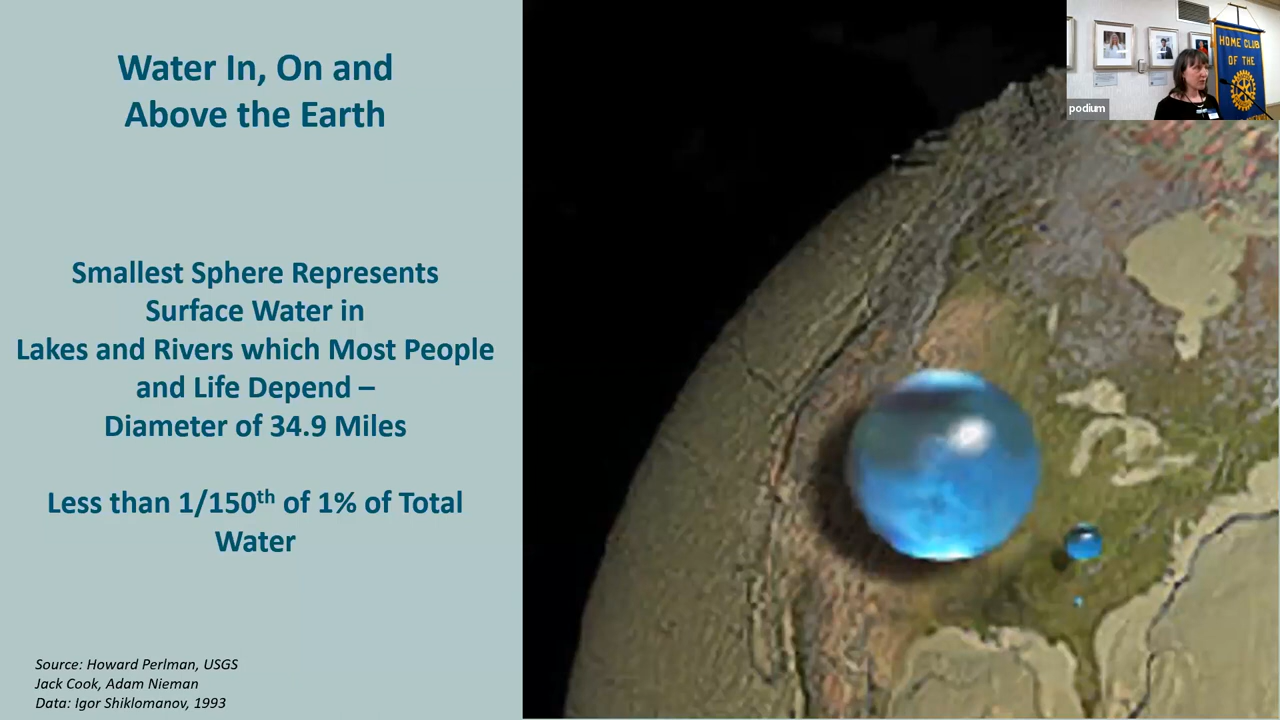 Water In, On and
Above the Earth
Smallest Sphere Represents
Surface Water in
Lakes and Rivers which Most People
and Life Depend –
Diameter of 34.9 Miles
Less than 1/150th of 1% of Total
Water
Source: Howard Perlman, USGS
Jack Cook, Adam Nieman
Data: Igor Shiklomanov, 1993
HOME CLUB
OF THE
podium